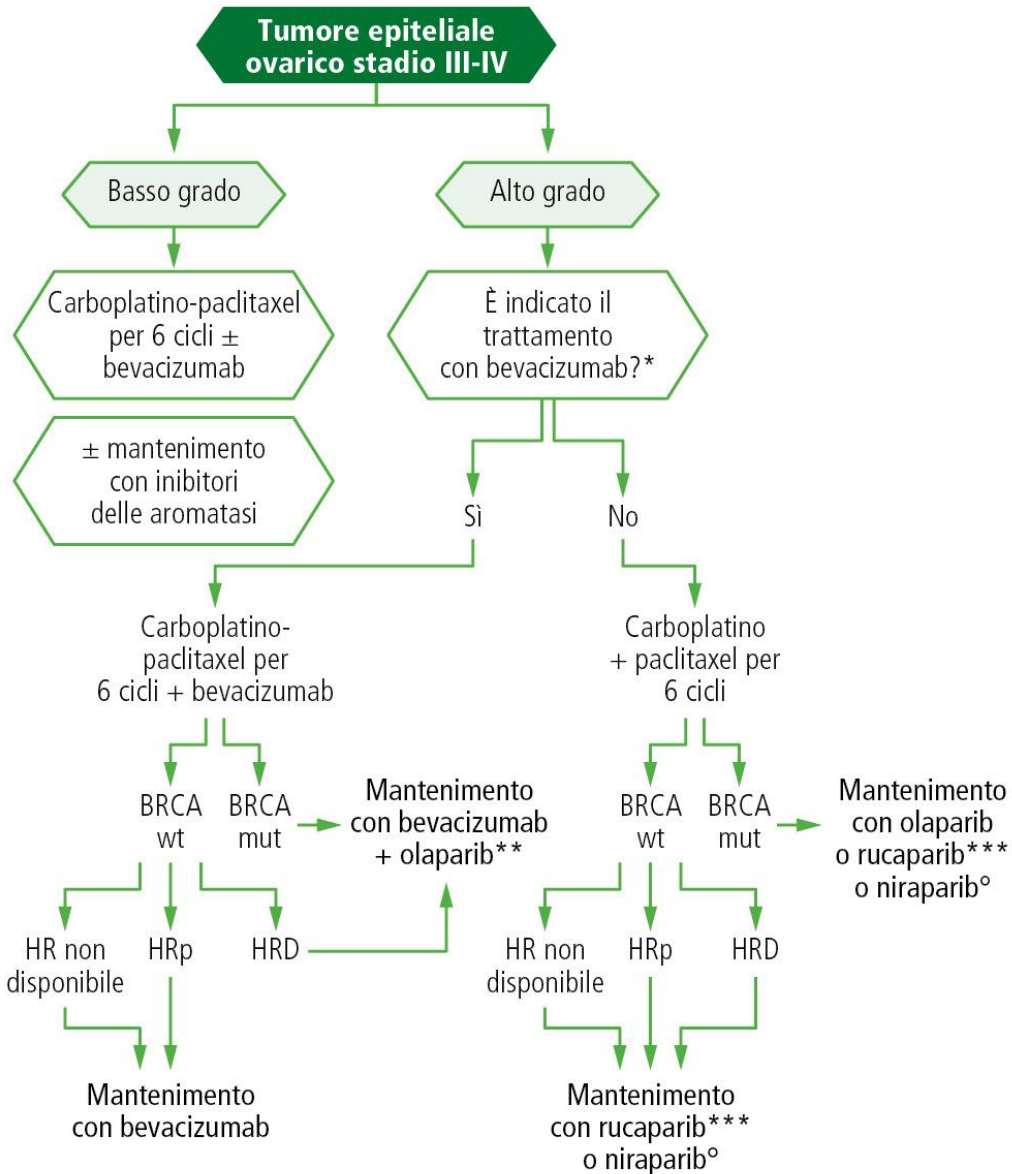 Tumore epiteliale
ovarico stadio III-IV
Basso grado
Alto grado
Carboplatino-paclitaxel
per 6 cicli ±
bevacizumab
È indicato il
trattamento
con bevacizumab?*
± mantenimento
con inibitori
delle aromatasi
Sì
No
Carboplatino-
paclitaxel per
6 cicli + bevacizumab
Carboplatino
+ paclitaxel per
6 cicli
BRCA
wt
BRCA
mut
Mantenimento
con bevacizumab
+ olaparib**
BRCA
wt
BRCA
mut
Mantenimento
con olaparib
o rucaparib***
o niraparib°
HR non
disponibile
HRp
HRD
HR non
disponibile
HRp
HRD
Mantenimento
con bevacizumab
Mantenimento
con rucaparib***
o niraparib°